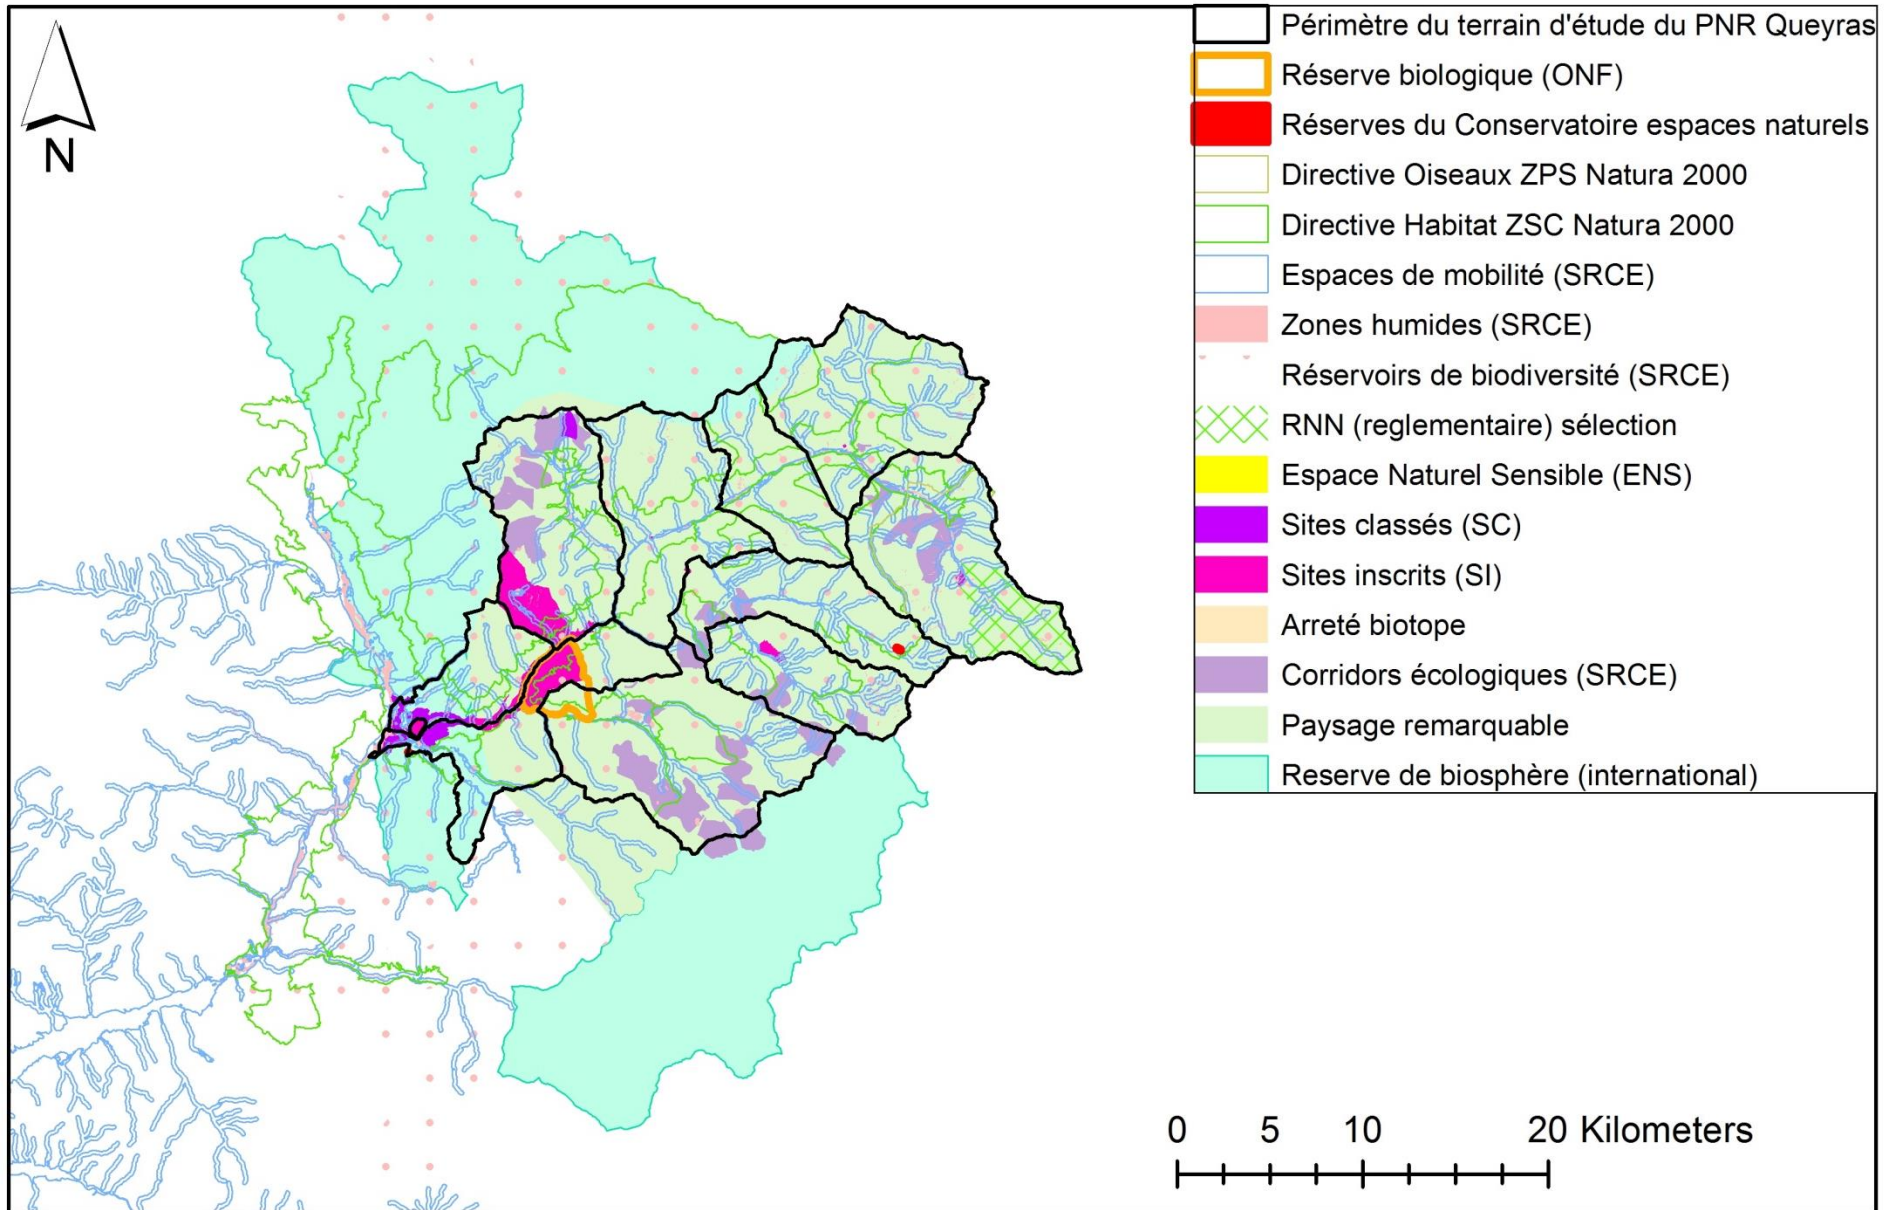 N
Périmètre du terrain d'étude du PNR Queyras
Réserve biologique (ONF)
Réserves du Conservatoire espaces naturels
Directive Oiseaux ZPS Natura 2000
Directive Habitat ZSC Natura 2000
Espaces de mobilité (SRCE)
Zones humides (SRCE)
Réservoirs de biodiversité (SRCE)
RNN (reglementaire) sélection
Espace Naturel Sensible (ENS)
Sites classés (SC)
Sites inscrits (SI)
Arreté biotope
Corridors écologiques (SRCE)
Paysage remarquable
Reserve de biosphère (international)
0 5 10 20 Kilometers